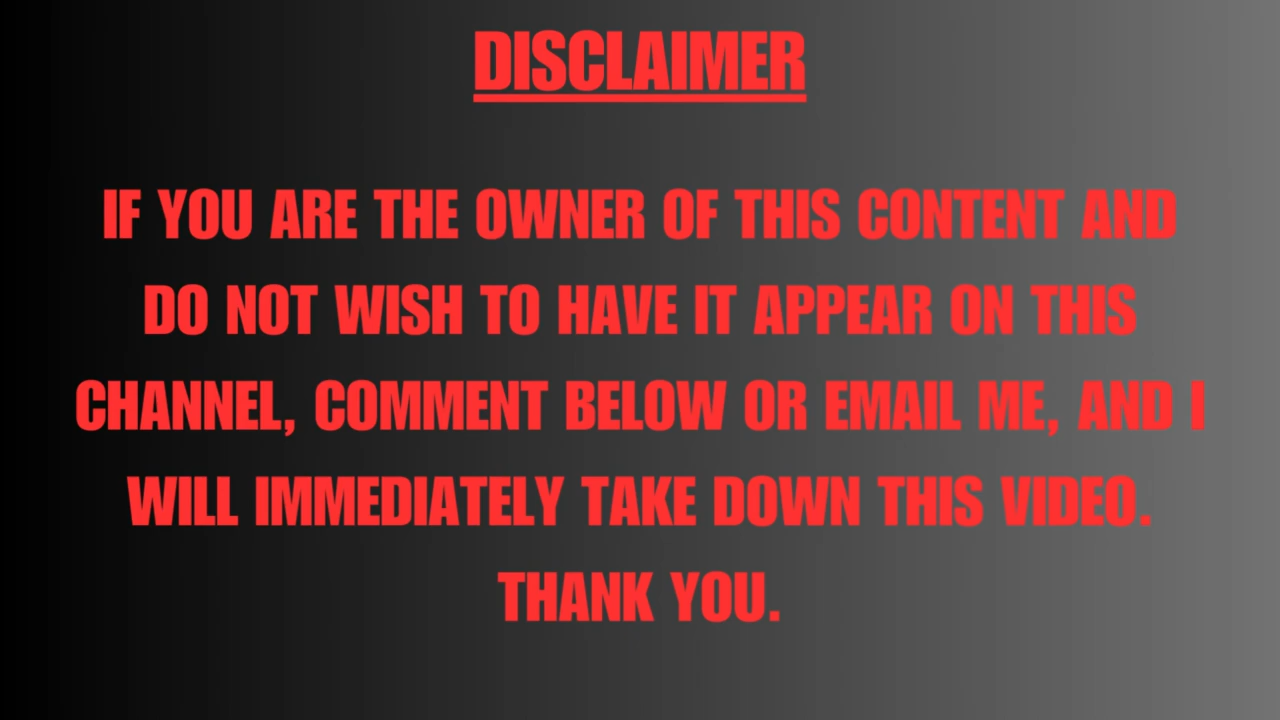 DISCLAIMER
IF YOU ARE THE OWNER OF THIS CONTENT AND
DO NOT WISH TO HAVE IT APPEAR ON THIS
CHANNEL, COMMENT BELOW OR EMAIL ME, AND I
WILL IMMEDIATELY TAKE DOWN THIS VIDEO.
THANK YOU.